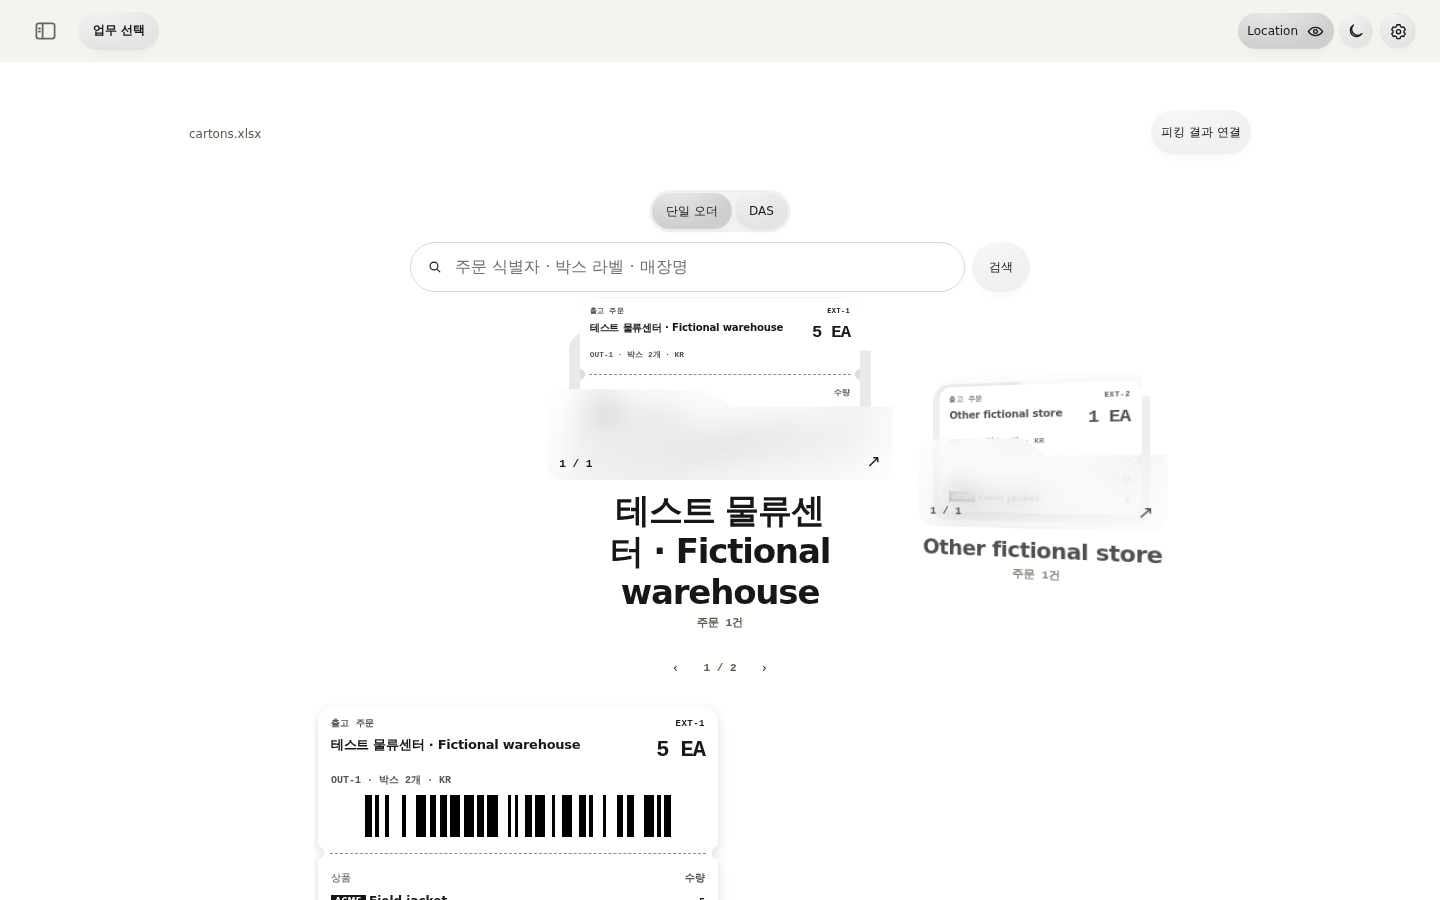 업무 선택
Location
cartons.xlsx
피킹 결과 연결
단일 오더
DAS
주문 식별자 · 박스 라벨 · 매장명
검색
출고 주문
EXT-1
테스트 물류센터 · Fictional warehouse
5 EA
OUT-1 · 박스 2개 · KR
수량
1 / 1
↗
출고 주문
EXT-2
Other fictional store
1 EA
KR
ACME Field jacket
1 / 1
↗
테스트 물류센
터 · Fictional
warehouse
주문 1건
Other fictional store
주문 1건
‹ 1 / 2 ›
출고 주문
EXT-1
테스트 물류센터 · Fictional warehouse
5 EA
OUT-1 · 박스 2개 · KR
상품
수량
ACME Field jacket
5